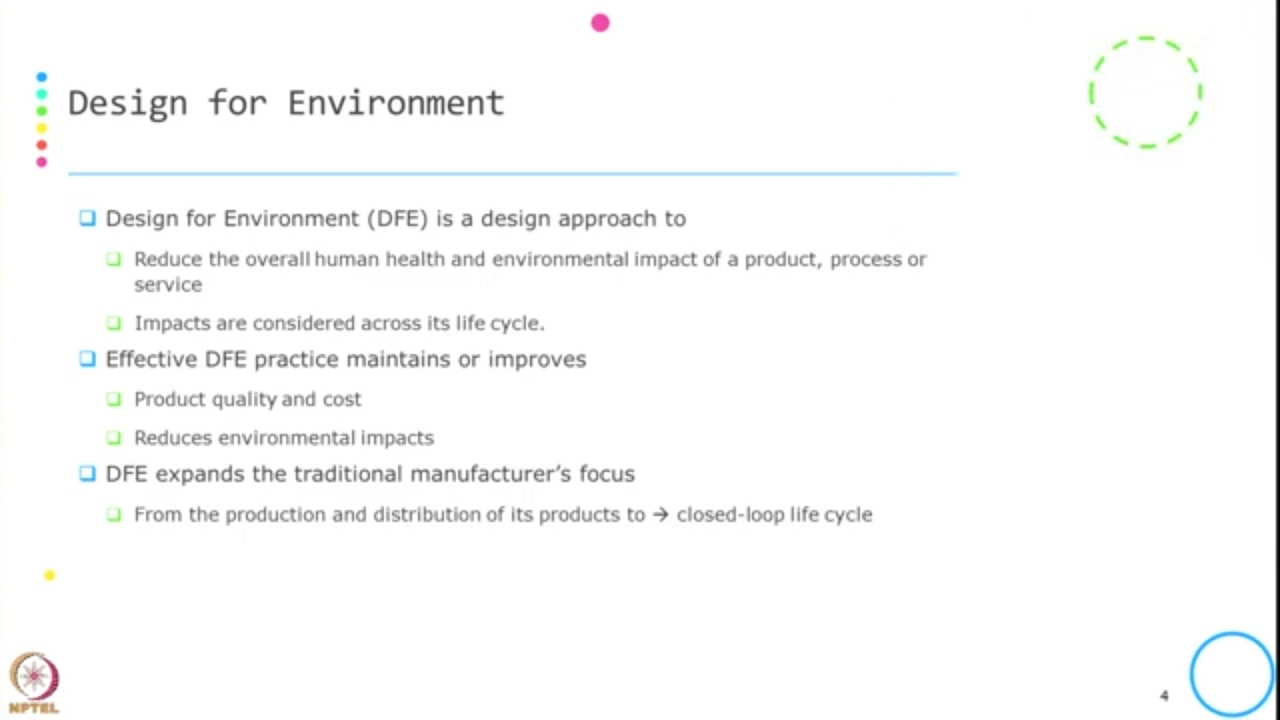 Design for Environment
Design for Environment (DFE) is a design approach to
Reduce the overall human health and environmental impact of a product, process or
service
Impacts are considered across its life cycle.
Effective DFE practice maintains or improves
Product quality and cost
Reduces environmental impacts
DFE expands the traditional manufacturer's focus
From the production and distribution of its products to → closed-loop life cycle
NPTEL
4